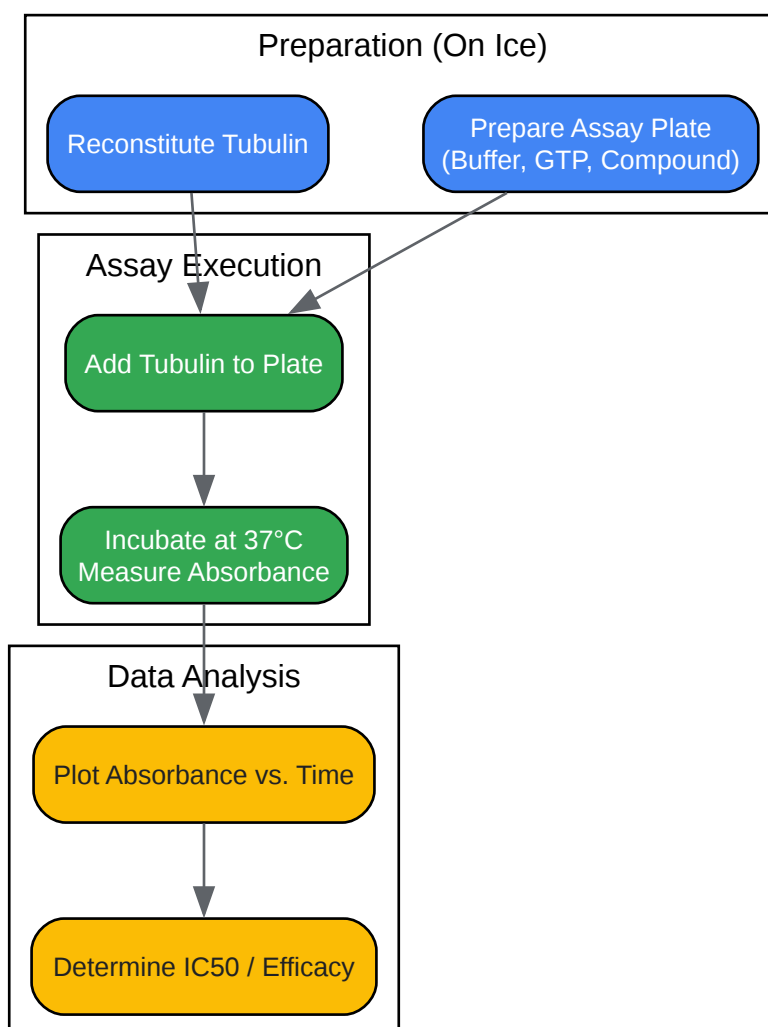 Preparation (On Ice)
Reconstitute Tubulin
Prepare Assay Plate
(Buffer, GTP, Compound)
Assay Execution
Add Tubulin to Plate
Incubate at 37°C
Measure Absorbance
Data Analysis
Plot Absorbance vs. Time
Determine IC50 / Efficacy